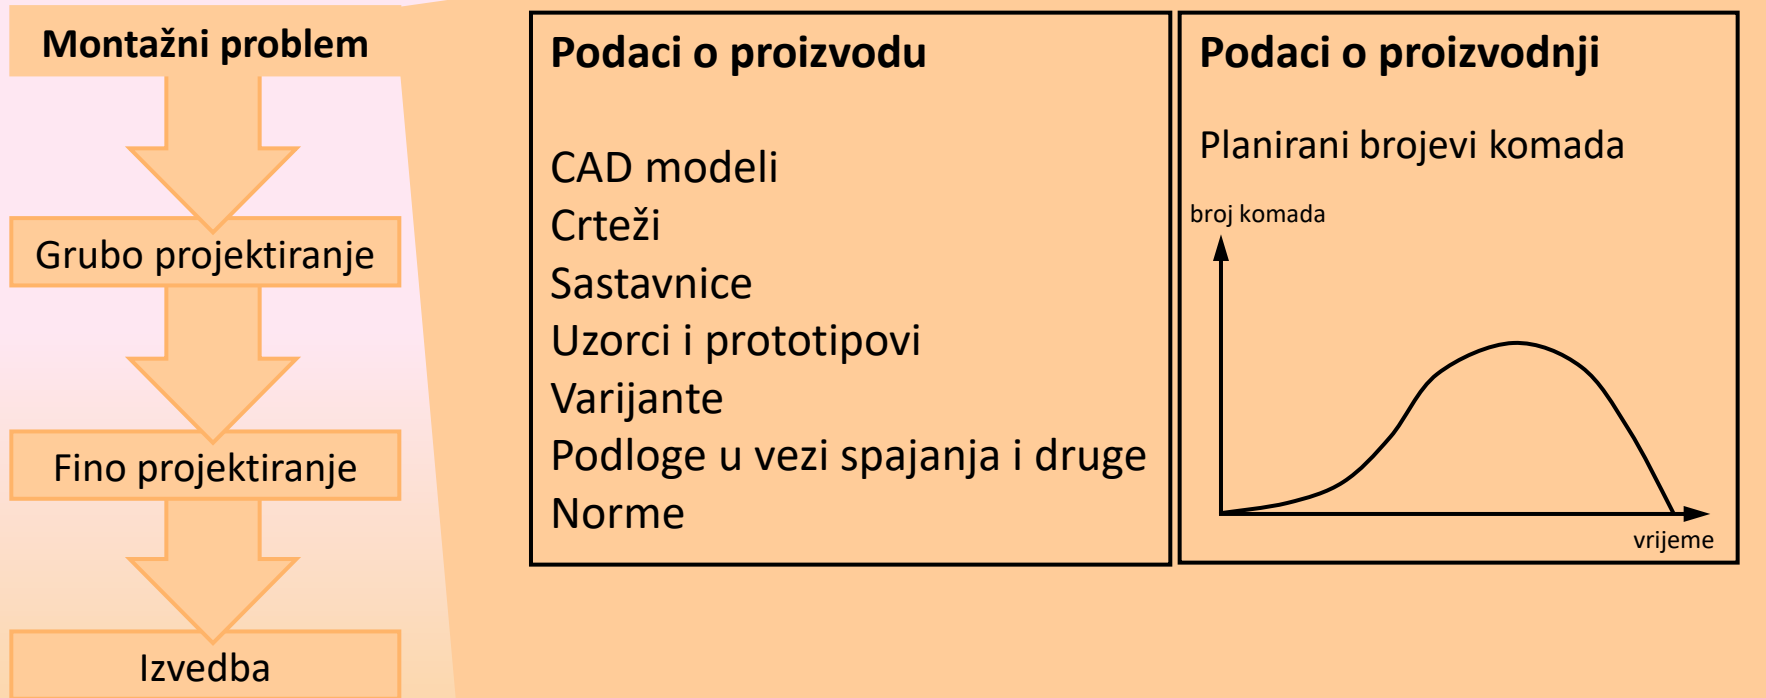 Montažni problem
Grubo projektiranje
Fino projektiranje
Izvedba
Podaci o proizvodu
CAD modeli
Crteži
Sastavnice
Uzorci i prototipovi
Varijante
Podloge u vezi spajanja i druge
Norme
Podaci o proizvodnji
Planirani brojevi komada
broj komada
vrijeme